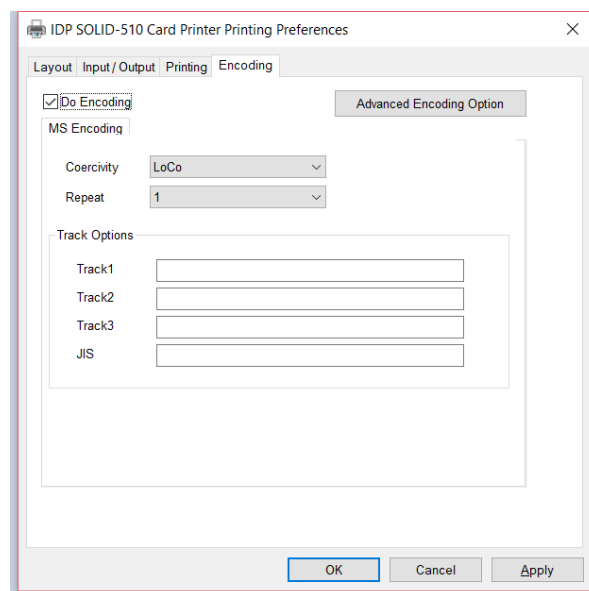 IDP SOLID-510 Card Printer Printing Preferences
Layout Input / Output Printing Encoding
Do Encoding Advanced Encoding Option
MS Encoding
Coercivity LoCo
Repeat 1
Track Options
Track1
Track2
Track3
JIS
OK Cancel Apply